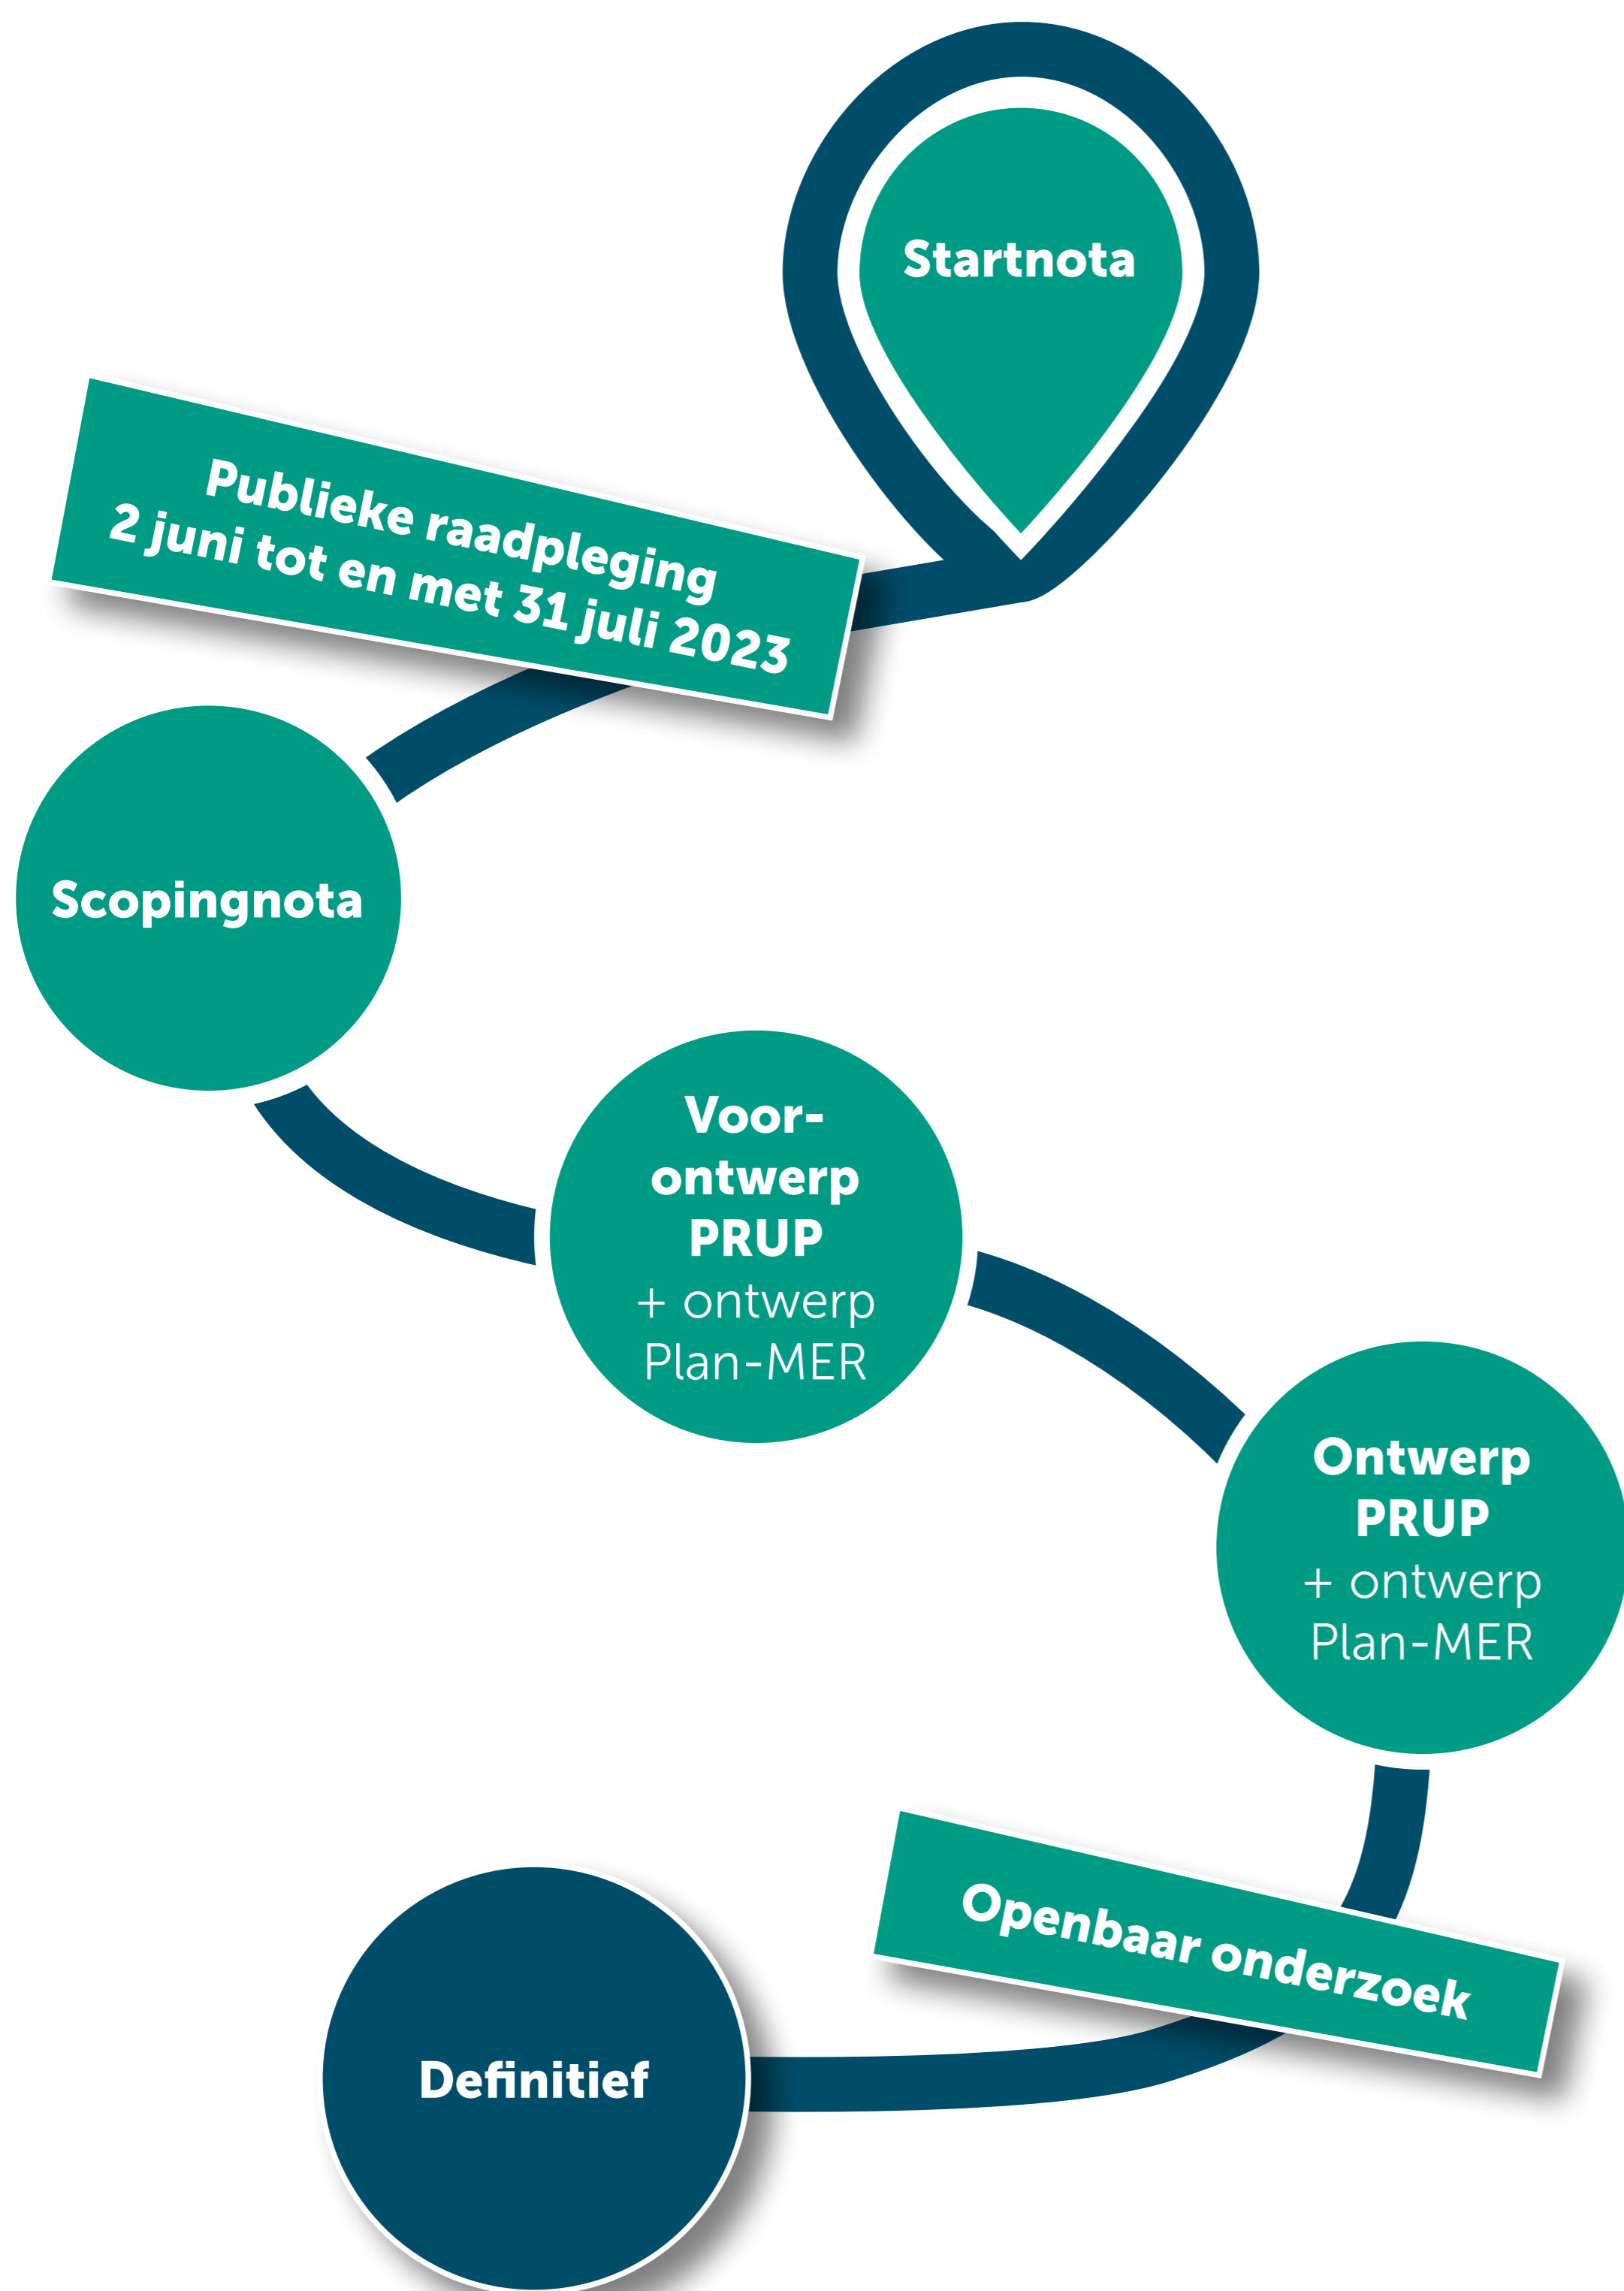 Startnota
Publieke raadpleging
2 juni tot en met 31 juli 2023
Scopingnota
Voor-
ontwerp
PRUP
+ ontwerp
Plan-MER
Ontwerp
PRUP
+ ontwerp
Plan-MER
Openbaar onderzoek
Definitief